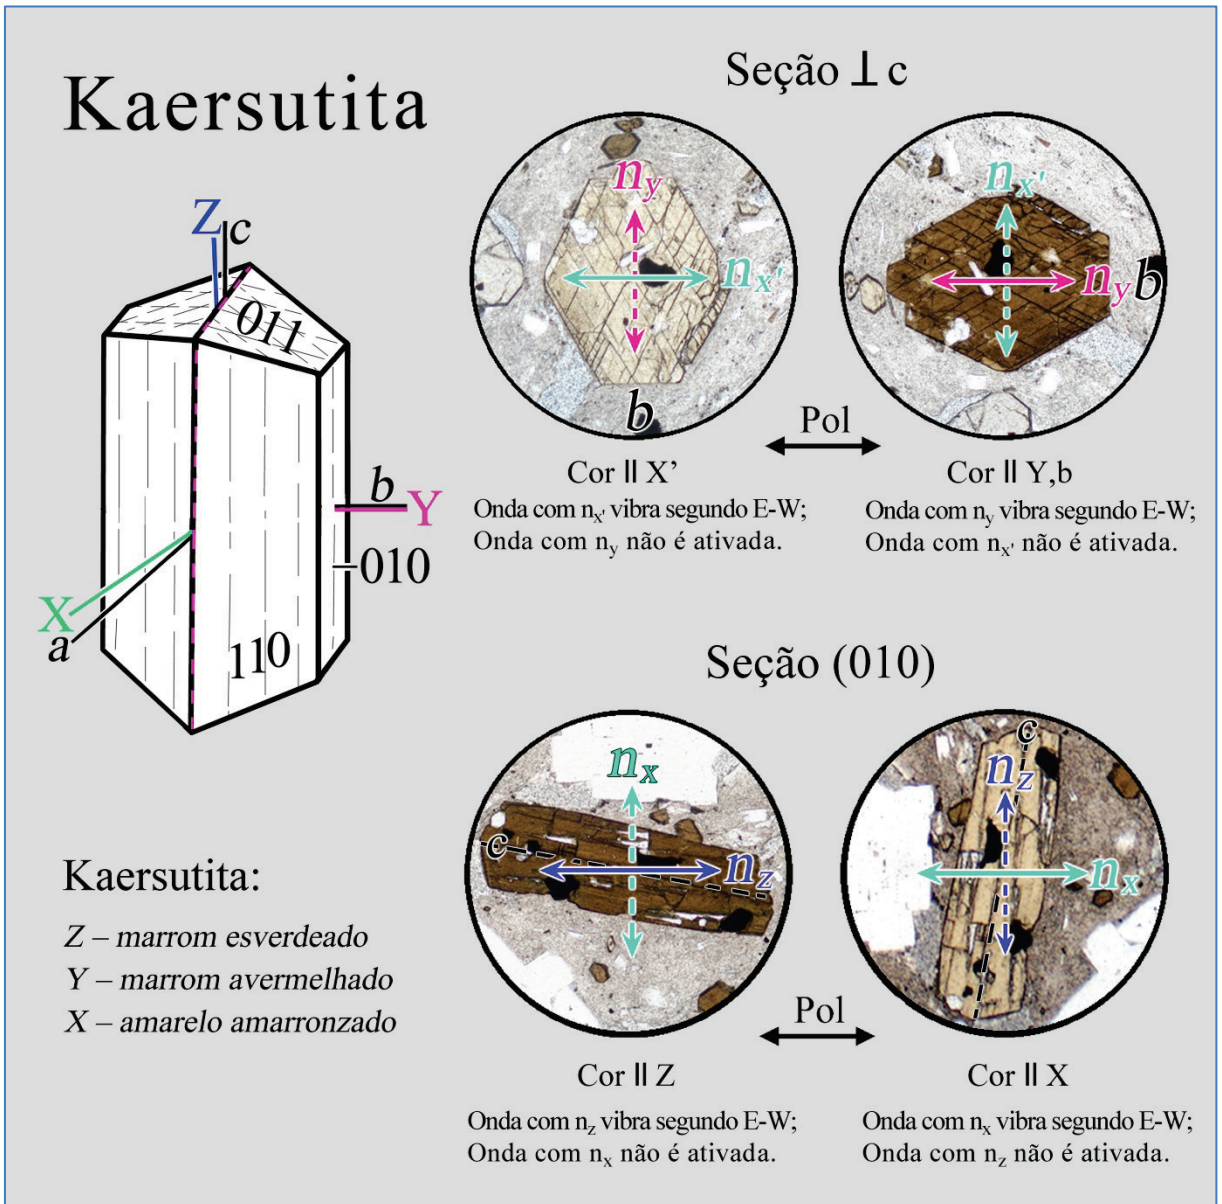 Kaersutita
Seção ⊥ c
Z
c
011
b
Y
010
X
a
110
n_y
n_x'
b
n_x'
n_y
b
Pol
Cor ǁ X’
Onda com n_x' vibra segundo E-W;
Onda com n_y não é ativada.
Cor ǁ Y,b
Onda com n_y vibra segundo E-W;
Onda com n_x' não é ativada.
Seção (010)
n_x
c
n_z
c
n_z
n_x
Pol
Kaersutita:
Z – marrom esverdeado
Y – marrom avermelhado
X – amarelo amarronzado
Cor ǁ Z
Onda com n_z vibra segundo E-W;
Onda com n_x não é ativada.
Cor ǁ X
Onda com n_x vibra segundo E-W;
Onda com n_z não é ativada.